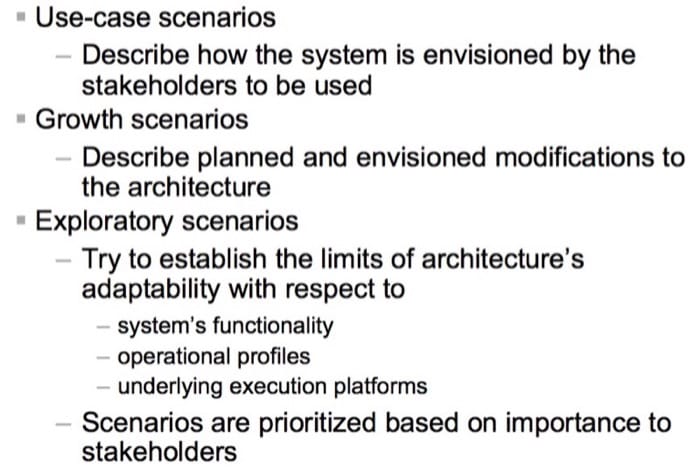 Use-case scenarios
– Describe how the system is envisioned by the
stakeholders to be used
Growth scenarios
– Describe planned and envisioned modifications to
the architecture
Exploratory scenarios
– Try to establish the limits of architecture's
adaptability with respect to
– system's functionality
– operational profiles
– underlying execution platforms
– Scenarios are prioritized based on importance to
stakeholders